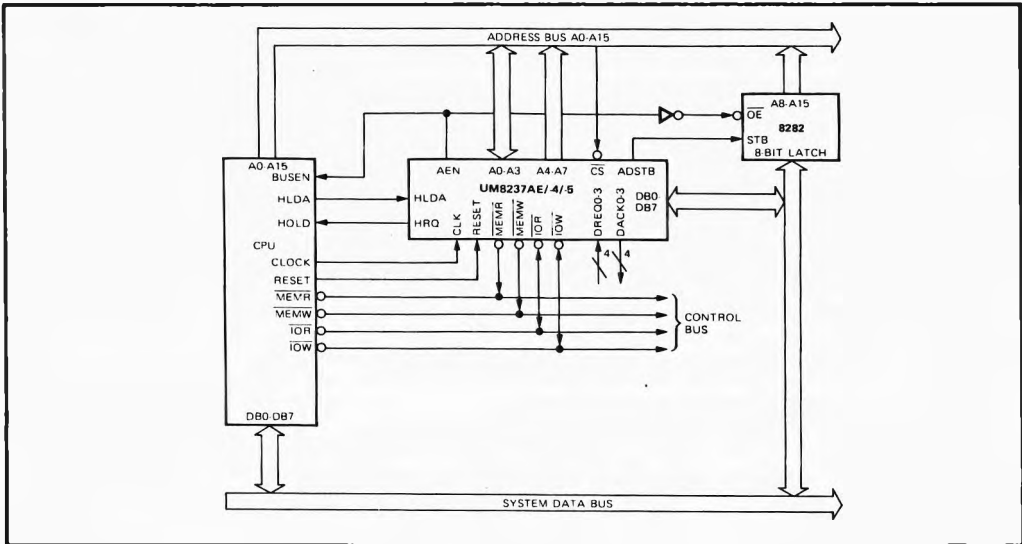 ADDRESS BUS A0-A15
A8-A15
OE
8282
STB
8-BIT LATCH
A0-A15
BUSEN
HLDA
HOLD
CPU
CLOCK
RESET
MEMR
MEMW
IOR
IOW
DB0-DB7
AEN
A0-A3
A4-A7
CS
ADSTB
UM8237AE/-4/-5
HLDA
HRQ
CLK
RESET
MEMR
MEMW
IOR
IOW
DREQ0-3
DACK0-3
DB0-
DB7
4
4
CONTROL
BUS
SYSTEM DATA BUS